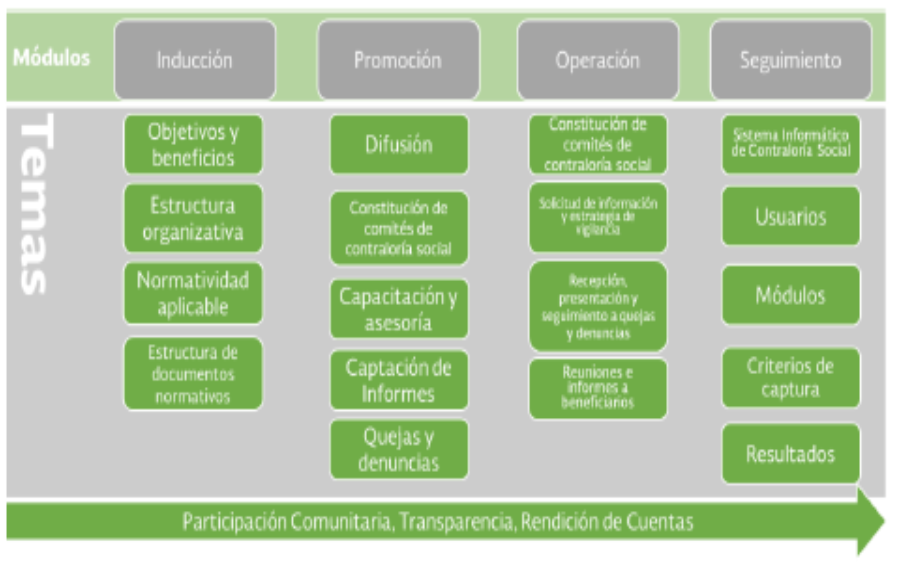 Módulos
Inducción
Promoción
Operación
Seguimiento
Temas
Objetivos y
beneficios
Estructura
organizativa
Normatividad
aplicable
Estructura de
documentos
normativos
Difusión
Constitución de
comités de
contraloría social
Capacitación y
asesoría
Captación de
Informes
Quejas y
denuncias
Constitución de
comités de
contraloría social
Solicitud de información
y estrategia de
vigilancia
Recepción,
presentación y
seguimiento a quejas
y denuncias
Reuniones e
informes a
beneficiarios
Sistema Informático
de Contraloría Social
Usuarios
Módulos
Criterios de
captura
Resultados
Participación Comunitaria, Transparencia, Rendición de Cuentas